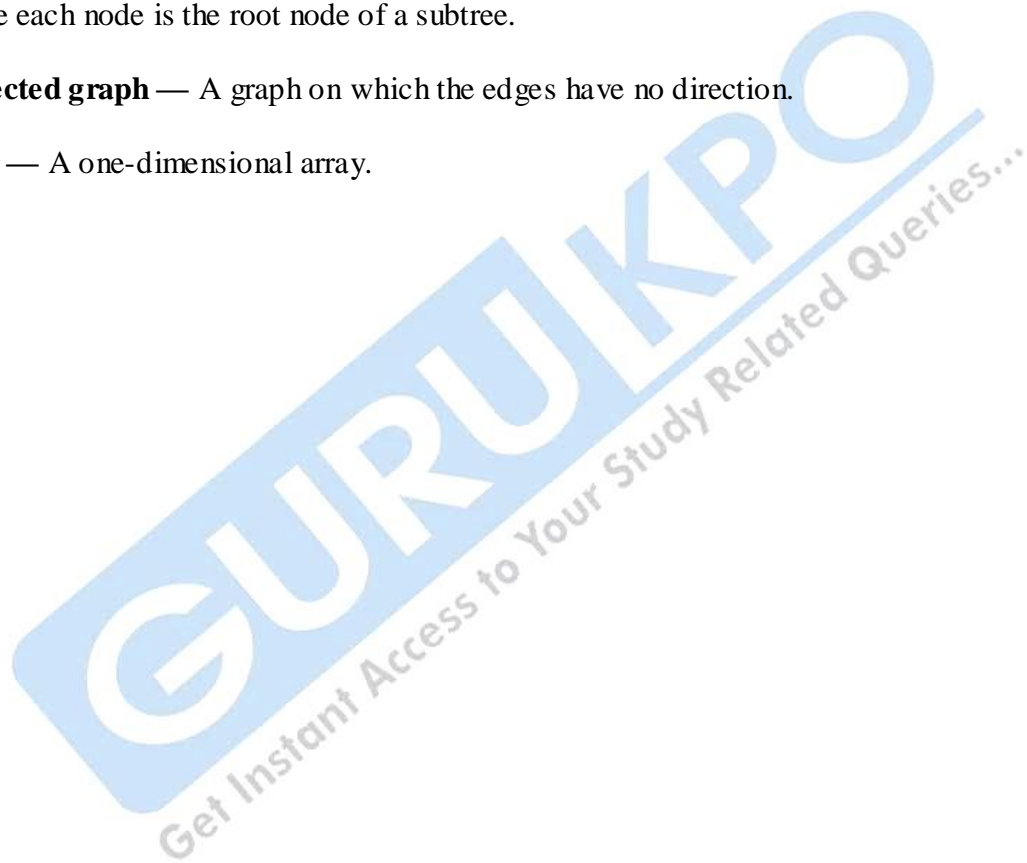 e each node is the root node of a subtree.
ected graph — A graph on which the edges have no direction.
— A one-dimensional array.
GURUKPO
Get Instant Access to Your Study Related Queries...